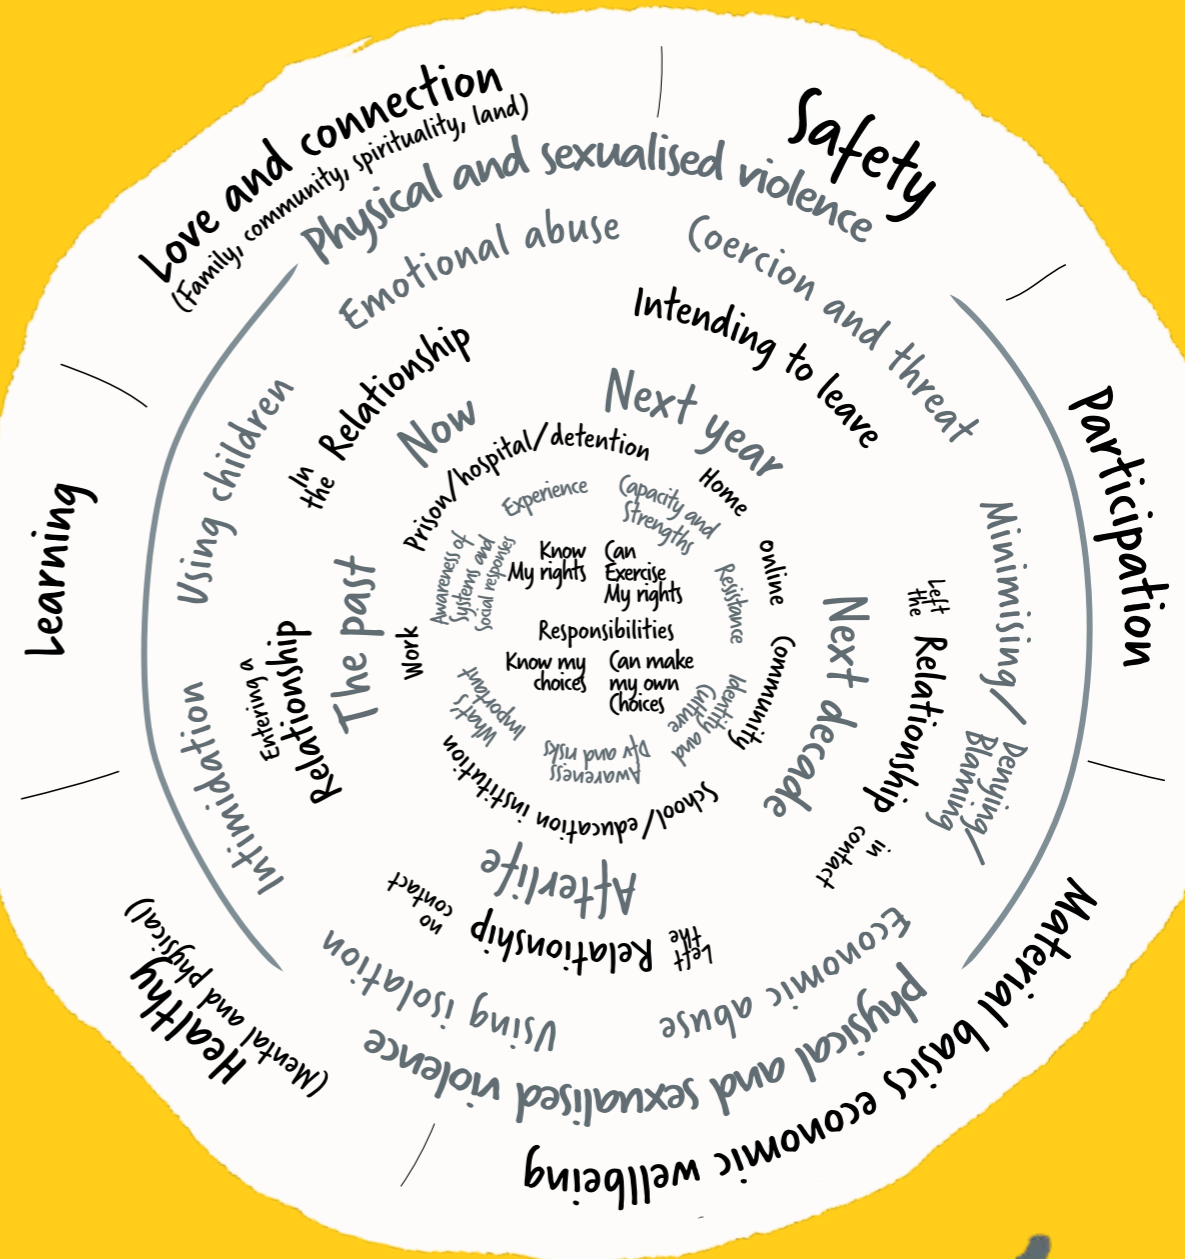 Love and connection
(Family, community, spirituality, land)
Safety
Participation
Material basics economic wellbeing
Healthy
(Mental and physical)
Learning
Physical and sexualised violence
physical and sexualised violence
Emotional abuse
Coercion and threat
Minimising/
Denying/
Blaming
Economic abuse
Using isolation
Intimidation
Using children
In
the Relationship
Intending to leave
Left
the Relationship in
contact
Left
the Relationship no
contact
Entering a
Relationship
Now
Next year
Next decade
Afterlife
The past
Prison/hospital/detention
Home
online
Community
School/education institution
Work
Experience
Capacity and
Strengths
Resistance
Identity and
Culture
Awareness
Dfv and risks
What's
important
Awareness of
Systems and
Social responses
Know
My rights
Can
Exercise
My rights
Responsibilities
Know my
choices
Can make
my own
Choices